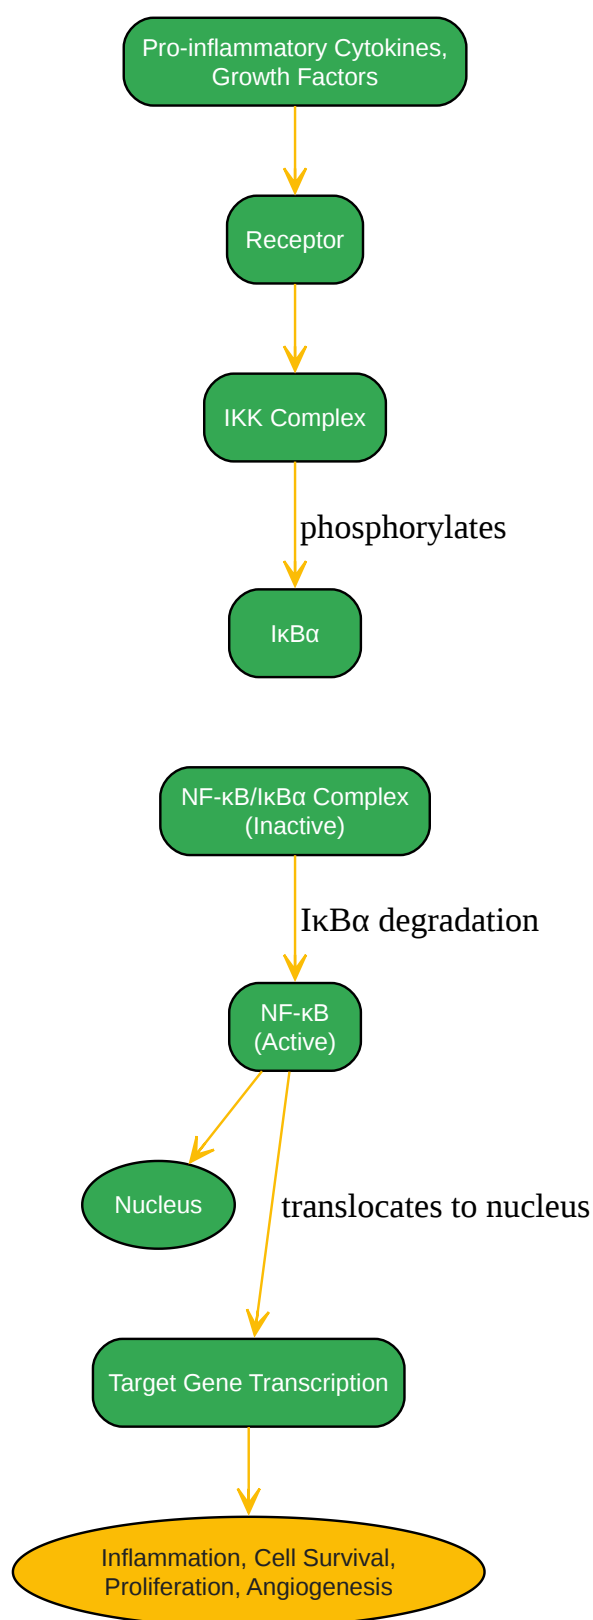 Pro-inflammatory Cytokines,
Growth Factors
Receptor
IKK Complex
phosphorylates
IκBα
NF-κB/IκBα Complex
(Inactive)
IκBα degradation
NF-κB
(Active)
Nucleus
translocates to nucleus
Target Gene Transcription
Inflammation, Cell Survival,
Proliferation, Angiogenesis